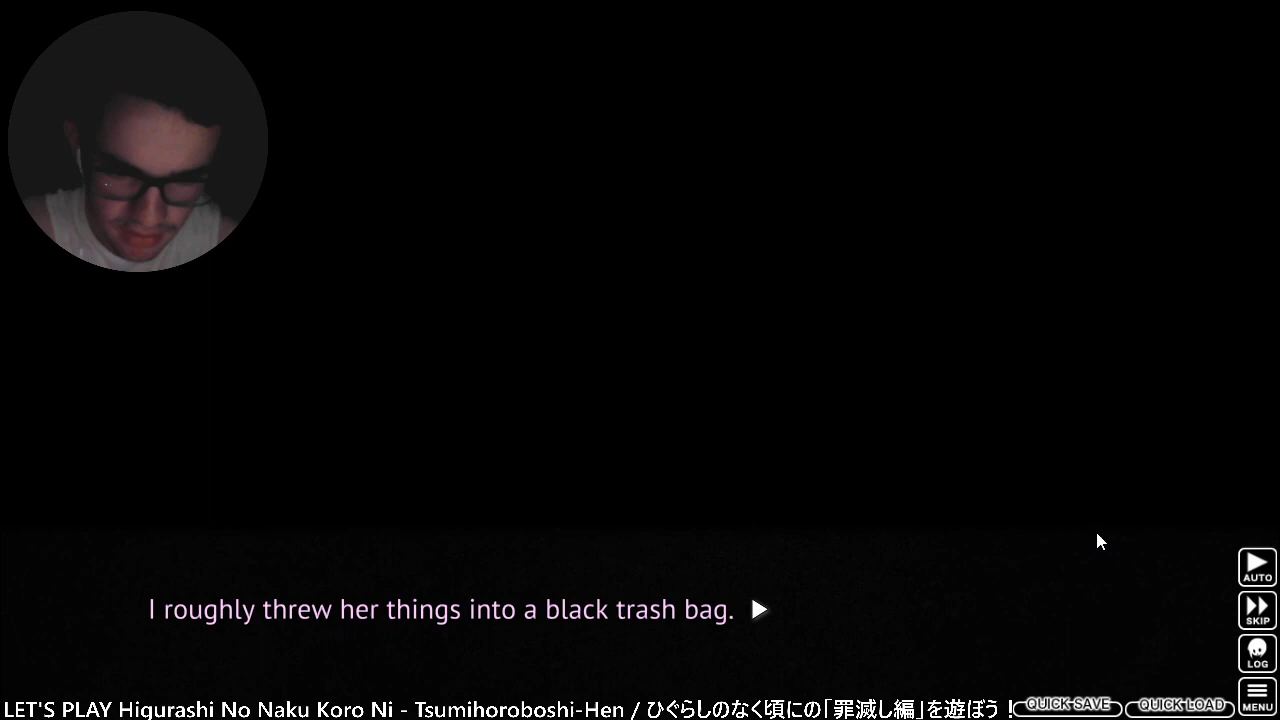 I roughly threw her things into a black trash bag.
AUTO
SKIP
LOG
MENU
QUICK SAVE
QUICK LOAD
LET'S PLAY Higurashi No Naku Koro Ni - Tsumihoroboshi-Hen / ひぐらしのなく頃にの「罪滅し編」を遊ぼう！